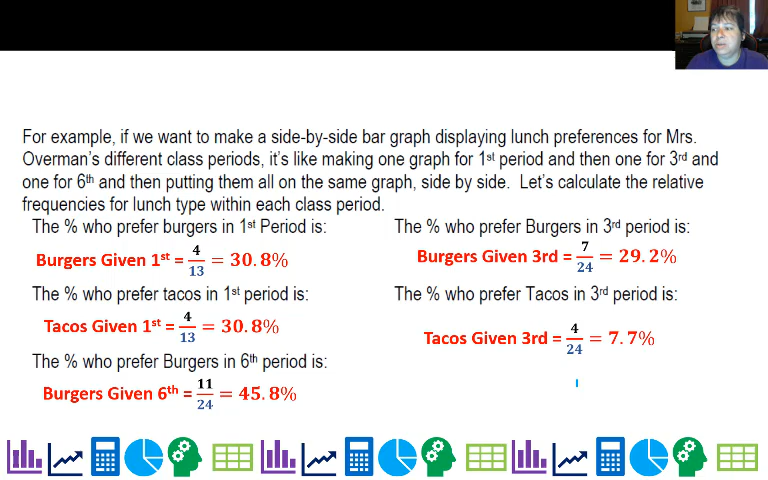 For example, if we want to make a side-by-side bar graph displaying lunch preferences for Mrs.
Overman's different class periods, it's like making one graph for 1st period and then one for 3rd and
one for 6th and then putting them all on the same graph, side by side. Let's calculate the relative
frequencies for lunch type within each class period.
The % who prefer burgers in 1st Period is:
Burgers Given 1st = 4/13 = 30.8%
The % who prefer tacos in 1st period is:
Tacos Given 1st = 4/13 = 30.8%
The % who prefer Burgers in 6th period is:
Burgers Given 6th = 11/24 = 45.8%
The % who prefer Burgers in 3rd period is:
Burgers Given 3rd = 7/24 = 29.2%
The % who prefer Tacos in 3rd period is:
Tacos Given 3rd = 4/24 = 7.7%